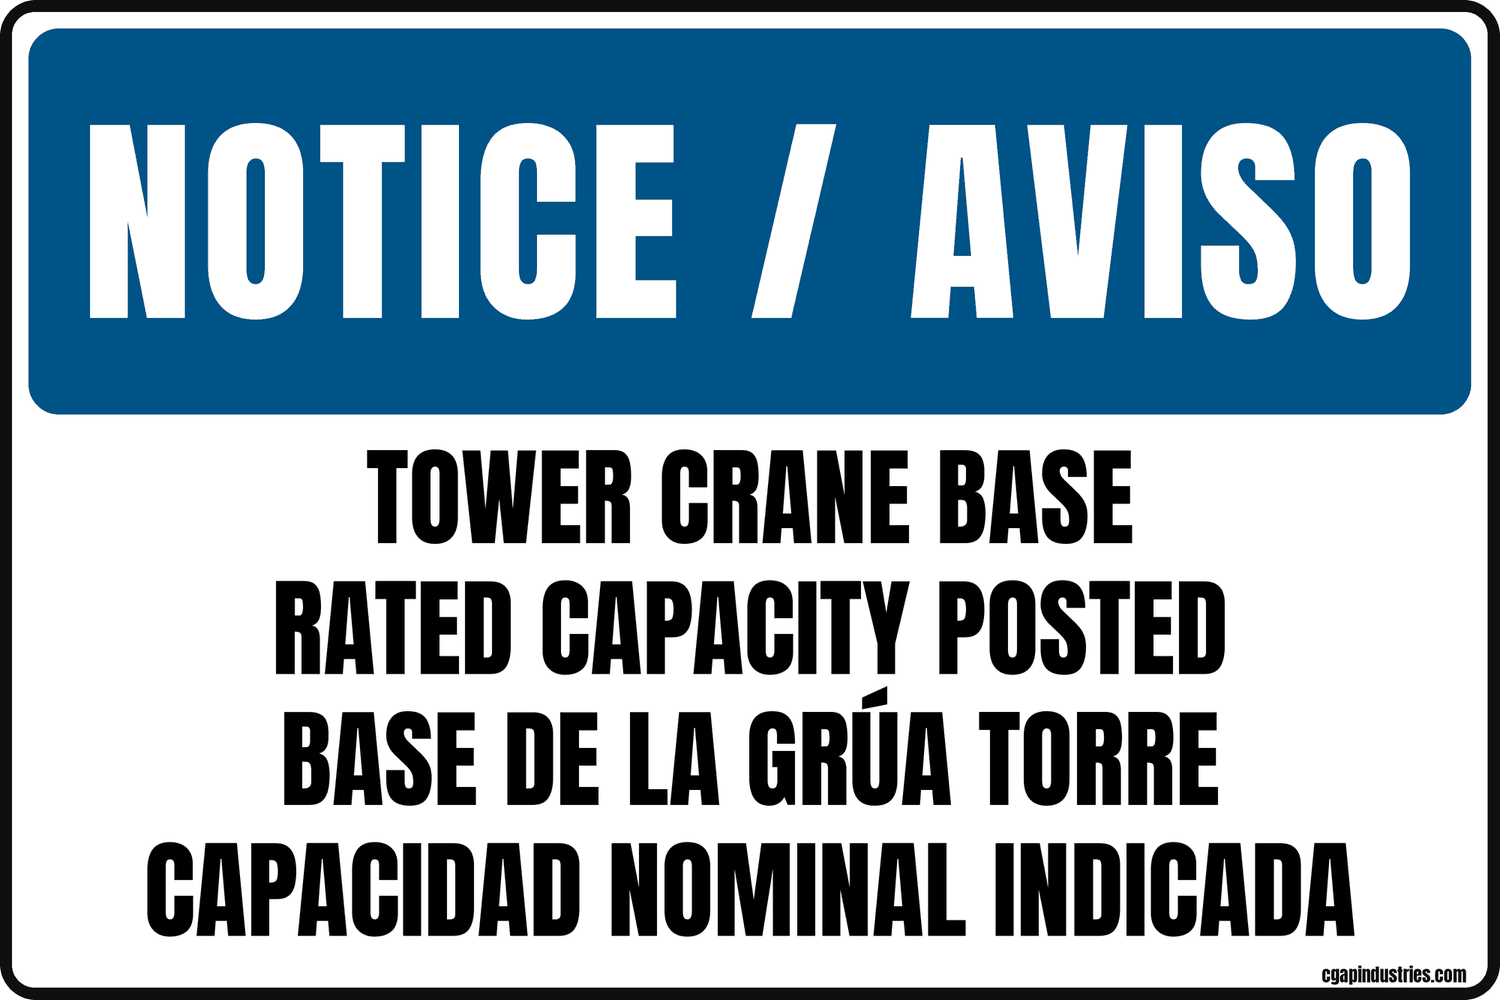 NOTICE / AVISO
TOWER CRANE BASE
RATED CAPACITY POSTED
BASE DE LA GRÚA TORRE
CAPACIDAD NOMINAL INDICADA
cgapindustries.com